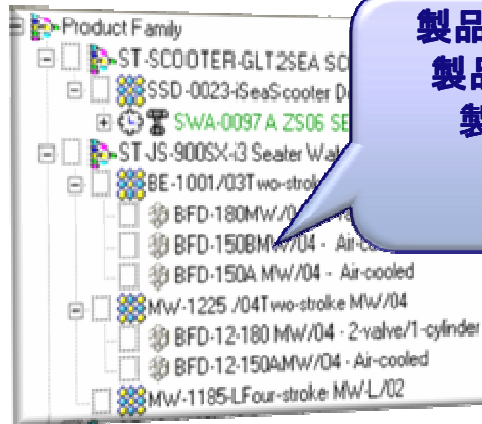 Product Family
ST-SCOOTER-GLT2SEA
SSD-0023-iSeaScooter
SWA-0097 A ZS06
ST JS-900SX-i3 Seater
BE-1001/03Two-strok
BFD-180MW/0
BFD-150BMW/04 - Air-
BFD-150A MW/04 - Air-cooled
MW-1225 /04Two-stroke MW/04
BFD-12-180 MW/04 - 2-valve/1-cylinder
BFD-12-150AMW/04 - Air-cooled
MW-1185-LFour-stroke MW-L/02
製品
製品
製